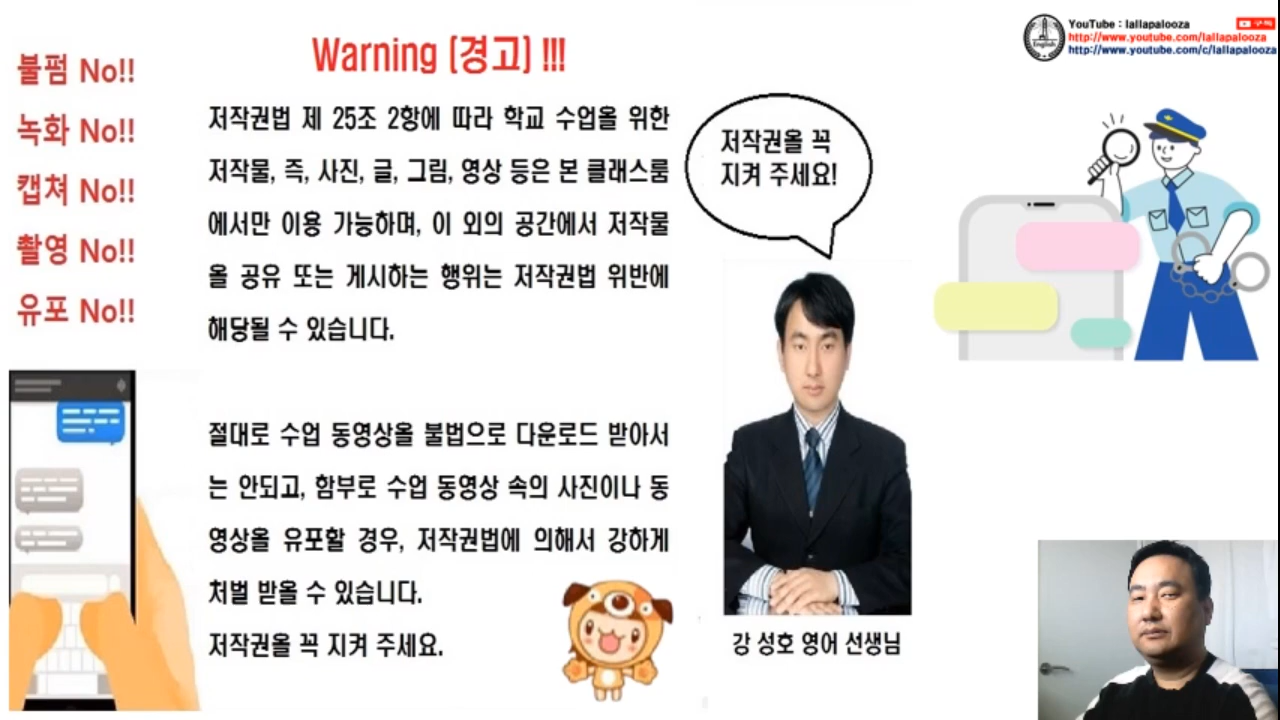 불펌 No!!
녹화 No!!
캡쳐 No!!
촬영 No!!
유포 No!!
Warning (경고) !!!
저작권법 제 25조 2항에 따라 학교 수업을 위한
저작물, 즉, 사진, 글, 그림, 영상 등은 본 클래스룸
에서만 이용 가능하며, 이 외의 공간에서 저작물
을 공유 또는 게시하는 행위는 저작권법 위반에
해당될 수 있습니다.
절대로 수업 동영상을 불법으로 다운로드 받아서
는 안되고, 함부로 수업 동영상 속의 사진이나 동
영상을 유포할 경우, 저작권법에 의해서 강하게
처벌 받을 수 있습니다.
저작권을 꼭 지켜 주세요.
저작권을 꼭
지켜 주세요!
강 성호 영어 선생님
YouTube : lallapalooza
구독
http://www.youtube.com/lallapalooza
http://www.youtube.com/c/lallapalooza
English